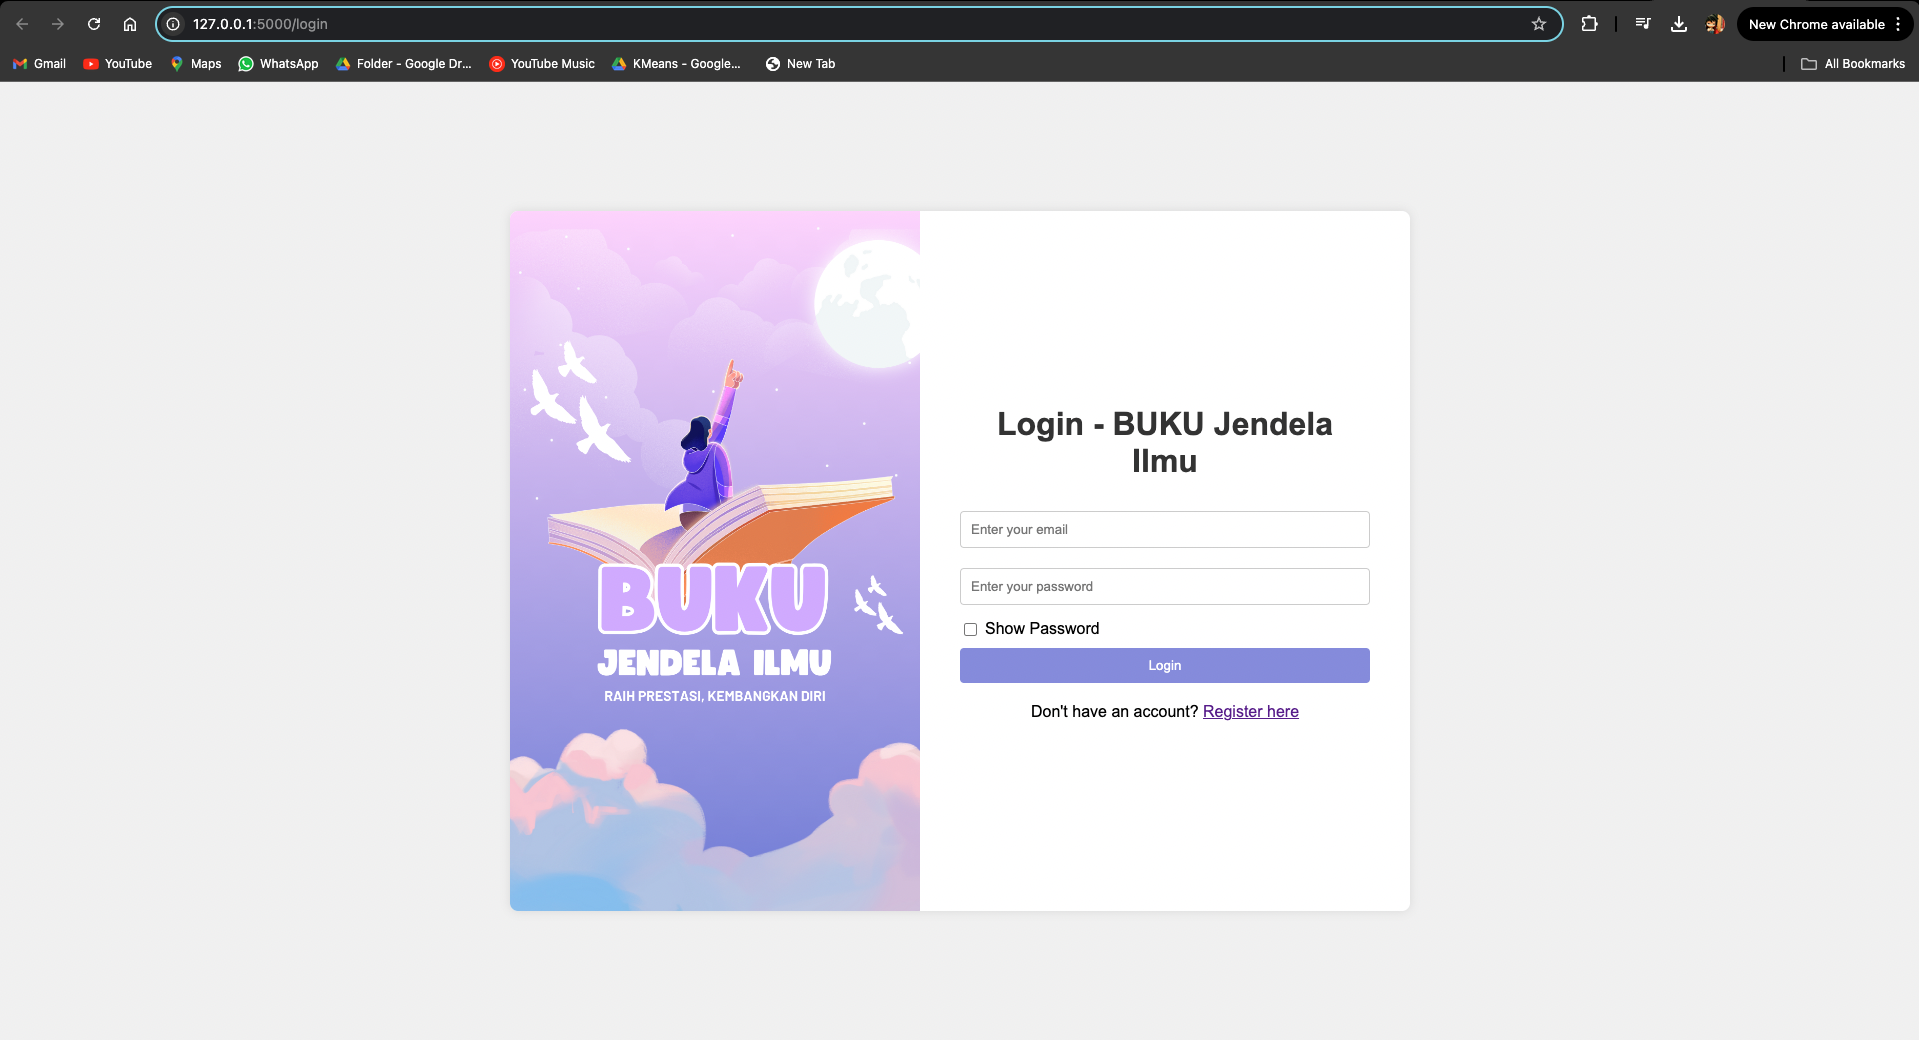 127.0.0.1:5000/login
New Chrome available
Gmail
YouTube
Maps
WhatsApp
Folder - Google Dr...
YouTube Music
KMeans - Google...
New Tab
All Bookmarks
BUKU
JENDELA ILMU
RAIH PRESTASI, KEMBANGKAN DIRI
Login - BUKU Jendela
Ilmu
Enter your email
Enter your password
Show Password
Login
Don't have an account? Register here